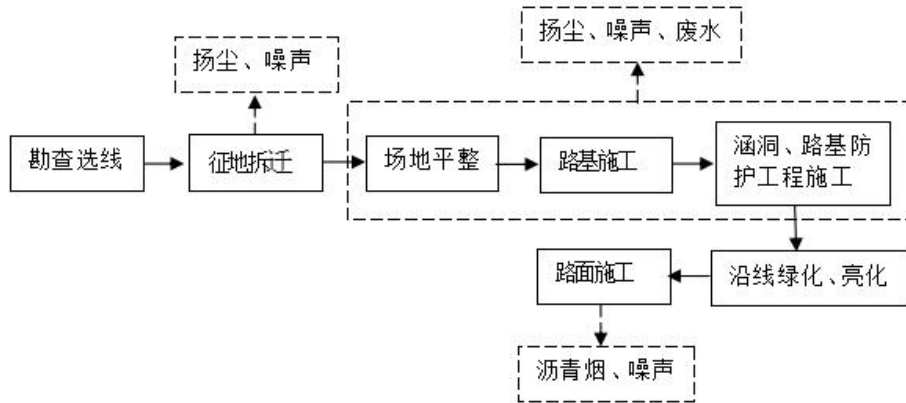 扬尘、噪声、废水
扬尘、噪声
勘查选线
征地拆迁
场地平整
路基施工
涵洞、路基防
护工程施工
路面施工
沿线绿化、亮化
沥青烟、噪声